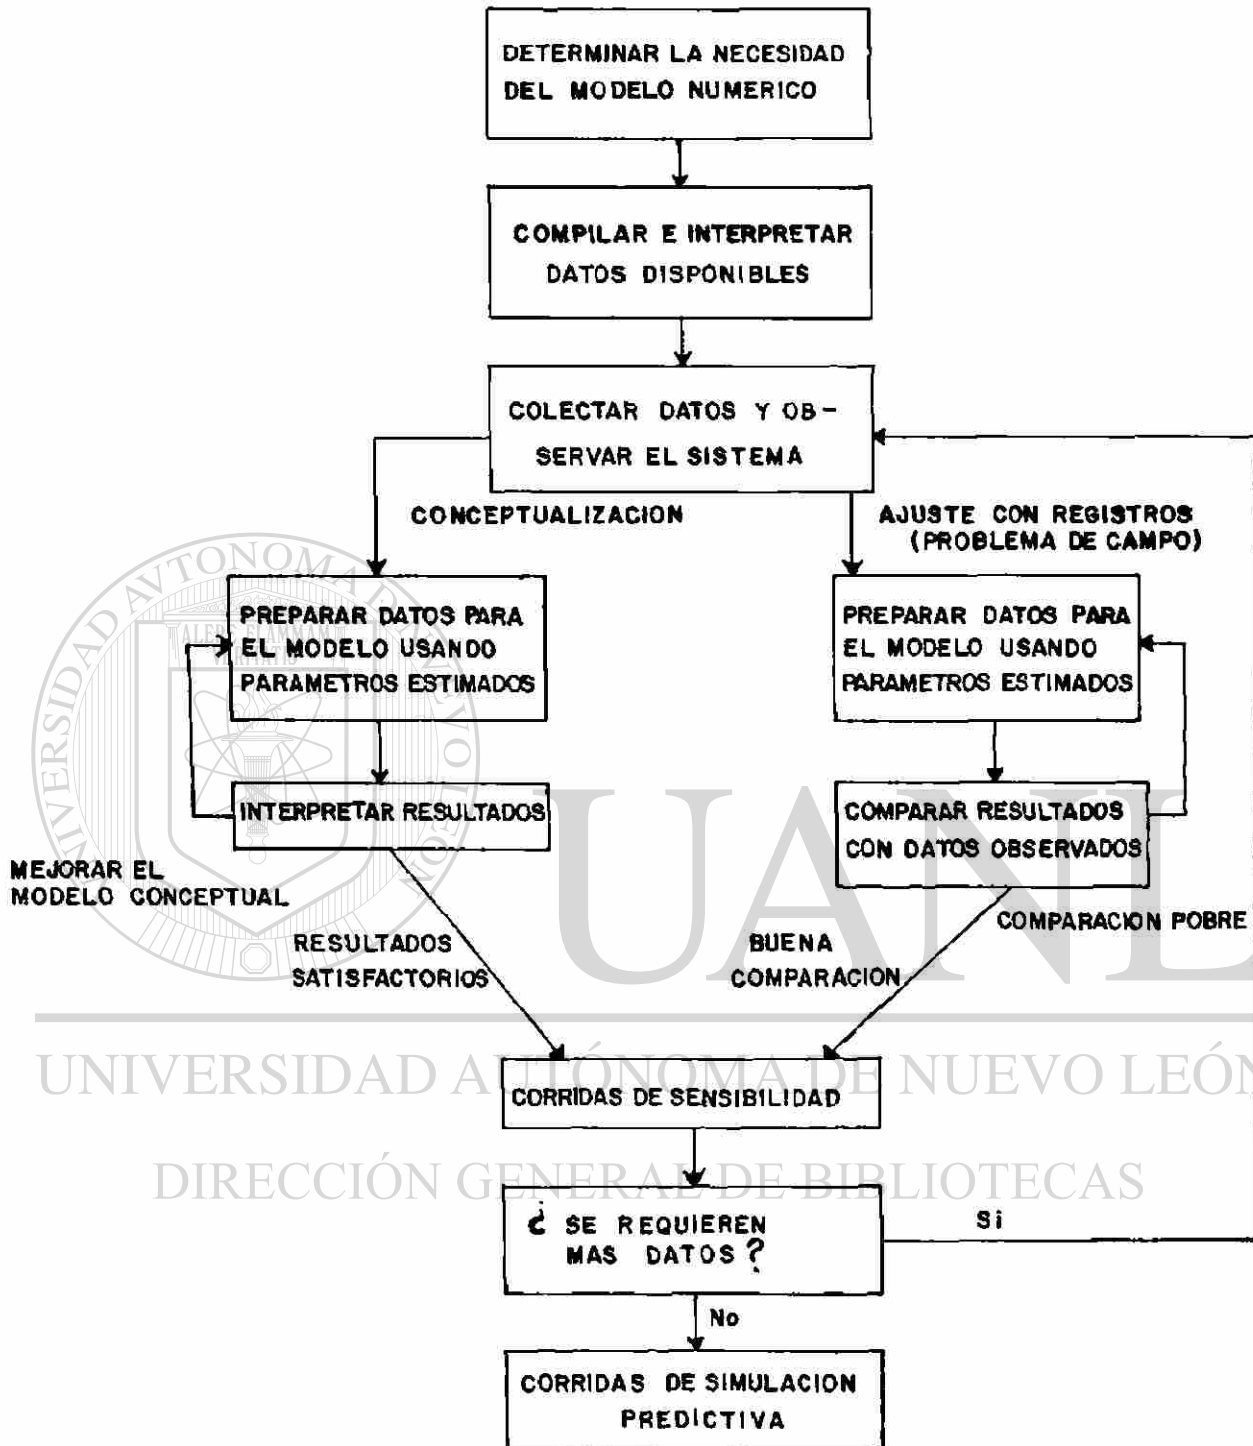 DETERMINAR LA NECESIDAD
DEL MODELO NUMERICO
COMPILAR E INTERPRETAR
DATOS DISPONIBLES
COLECTAR DATOS Y OB-
SERVAR EL SISTEMA
CONCEPTUALIZACION
AJUSTE CON REGISTROS
(PROBLEMA DE CAMPO)
PREPARAR DATOS PARA
EL MODELO USANDO
PARAMETROS ESTIMADOS
PREPARAR DATOS PARA
EL MODELO USANDO
PARAMETROS ESTIMADOS
INTERPRETAR RESULTADOS
COMPARAR RESULTADOS
CON DATOS OBSERVADOS
MEJORAR EL
MODELO CONCEPTUAL
RESULTADOS
SATISFACTORIOS
BUENA
COMPARACION
COMPARACION POBRE
UANL
UNIVERSIDAD AUTÓNOMA DE NUEVO LEÓN
CORRIDAS DE SENSIBILIDAD
DIRECCIÓN GENERAL DE BIBLIOTECAS
¿ SE REQUIEREN
MAS DATOS ?
Si
No
CORRIDAS DE SIMULACION
PREDICTIVA